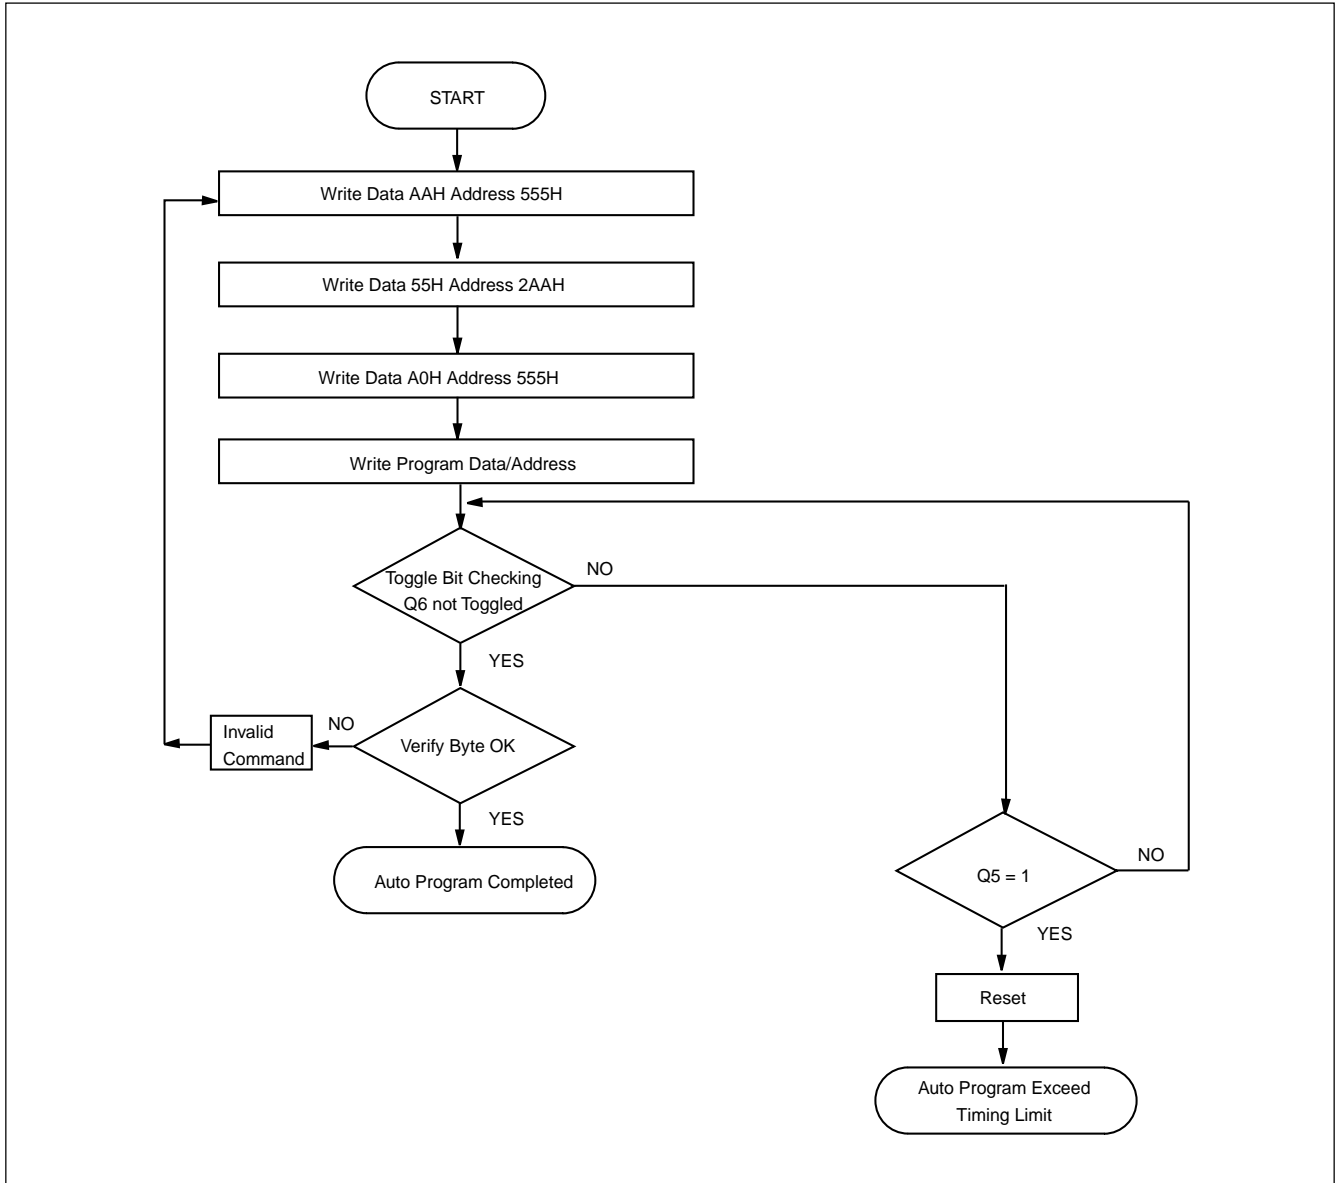 START
Write Data AAH Address 555H
Write Data 55H Address 2AAH
Write Data A0H Address 555H
Write Program Data/Address
Toggle Bit Checking
Q6 not Toggled
NO
YES
Invalid
Command
NO
Verify Byte OK
YES
Auto Program Completed
Q5 = 1
NO
YES
Reset
Auto Program Exceed
Timing Limit